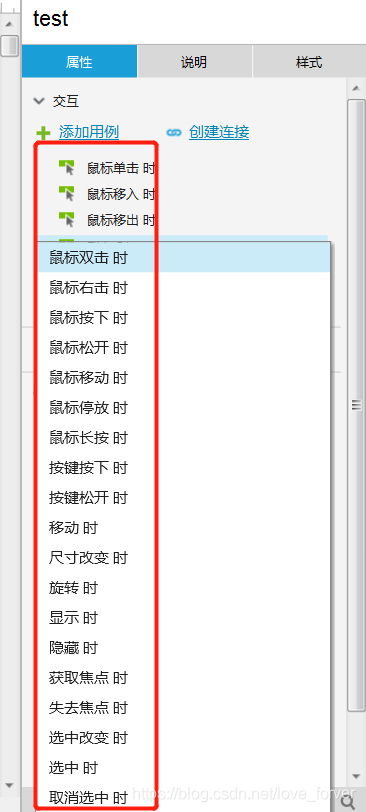 test
属性 说明 样式
交互
添加用例 创建连接
鼠标单击 时
鼠标移入 时
鼠标移出 时
鼠标双击 时
鼠标右击 时
鼠标按下 时
鼠标松开 时
鼠标移动 时
鼠标停放 时
鼠标长按 时
按键按下 时
按键松开 时
移动 时
尺寸改变 时
旋转 时
显示 时
隐藏 时
获取焦点 时
失去焦点 时
选中改变 时
选中 时
取消选中 时
https://blog.csdn.net/love_forver